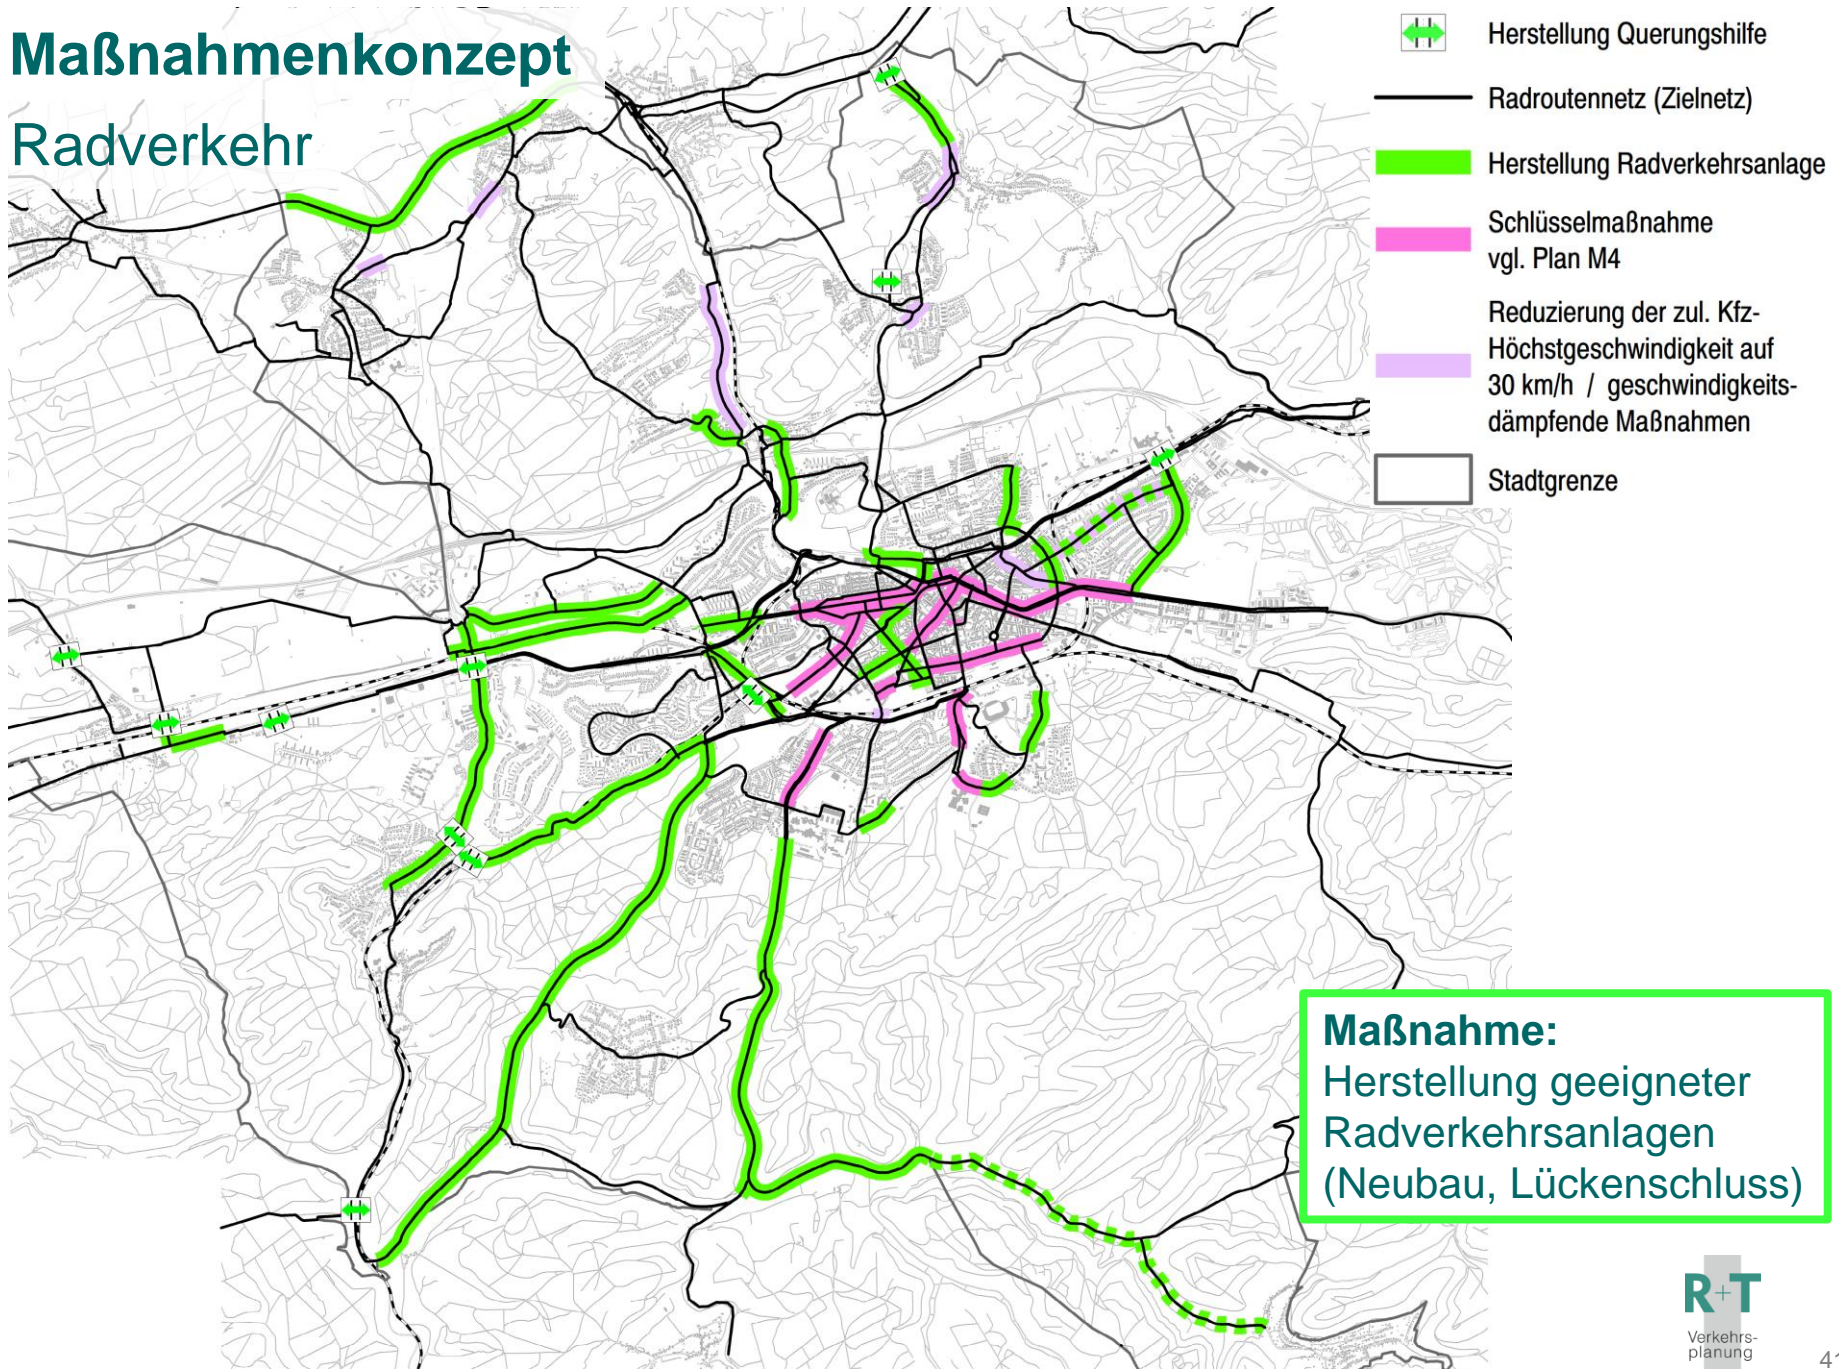 Maßnahmenkonzept
Radverkehr
Herstellung Querungshilfe
Radroutennetz (Zielnetz)
Herstellung Radverkehrsanlage
Schlüsselmaßnahme
vgl. Plan M4
Reduzierung der zul. Kfz-
Höchstgeschwindigkeit auf
30 km/h / geschwindigkeits-
dämpfende Maßnahmen
Stadtgrenze
Maßnahme:
Herstellung geeigneter
Radverkehrsanlagen
(Neubau, Lückenschluss)
R+T
Verkehrs-
planung